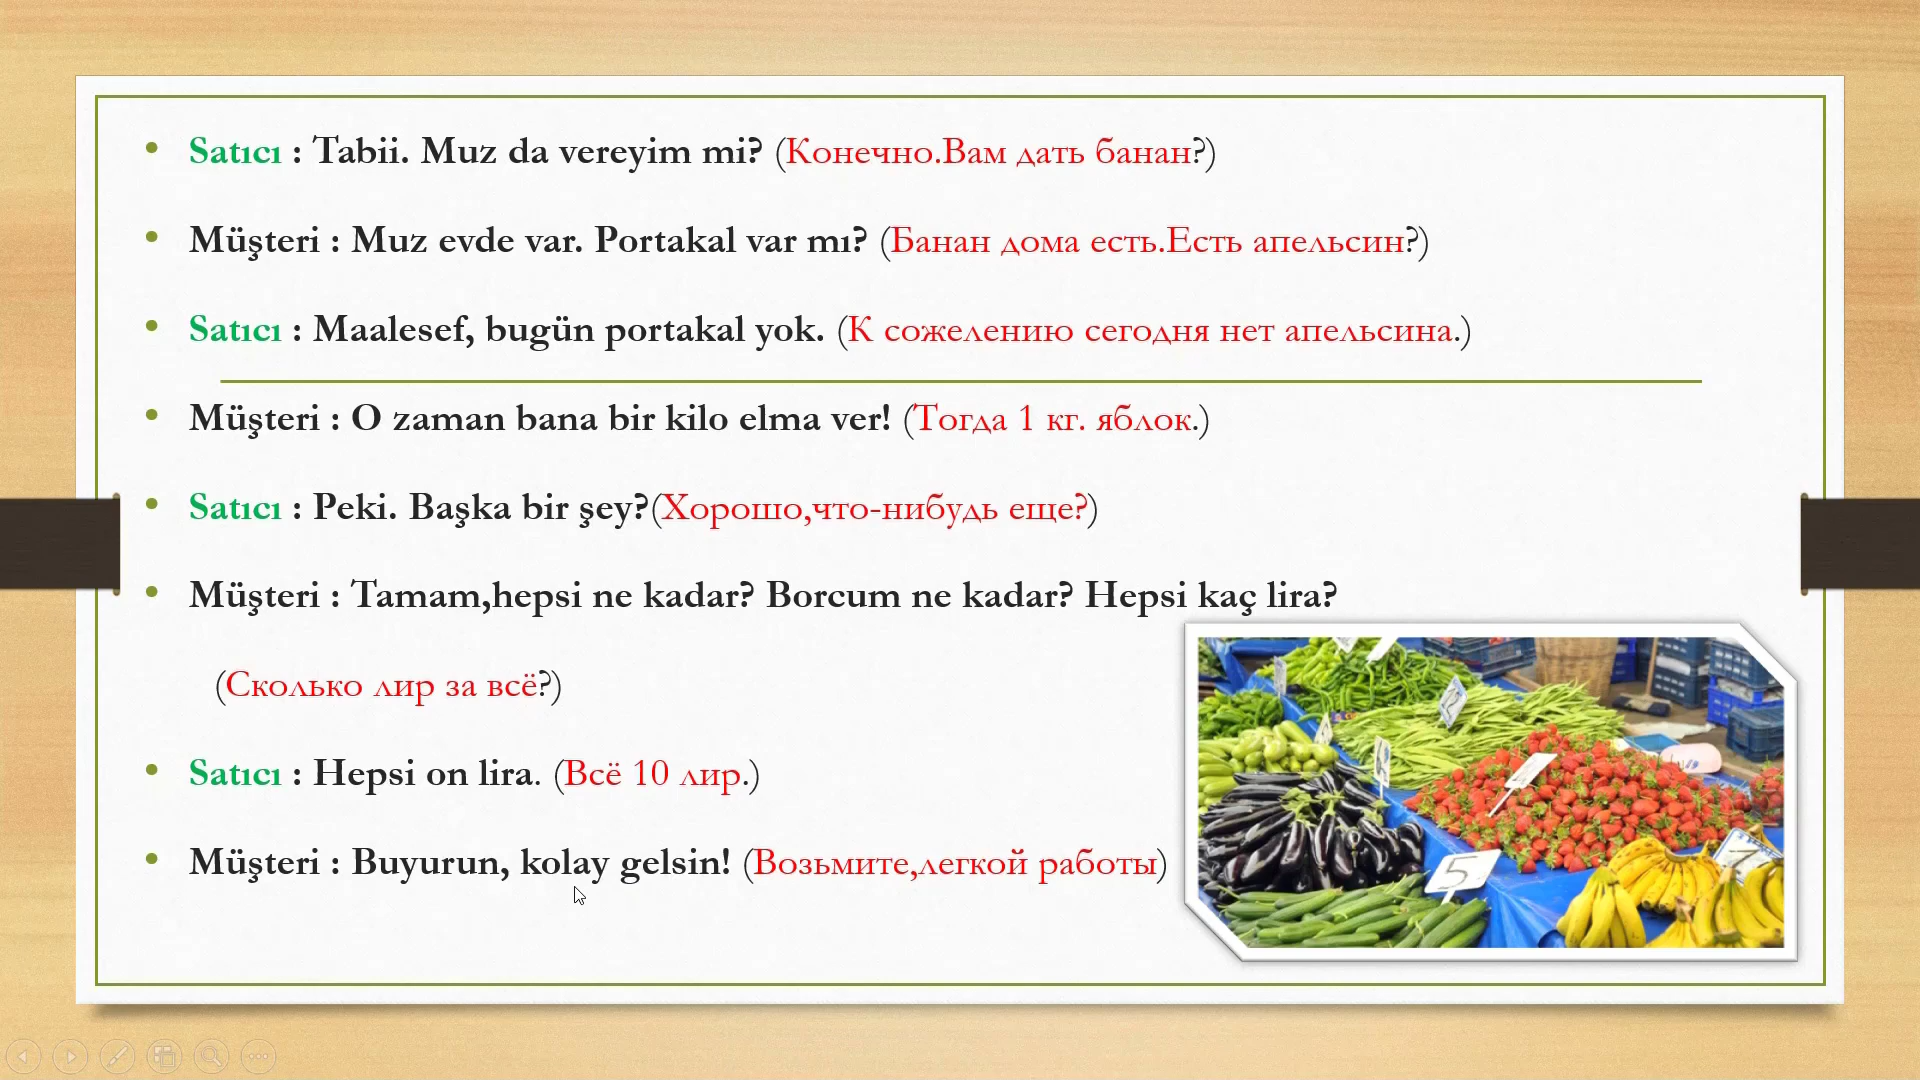 • Satıcı : Tabii. Muz da vereyim mi? (Конечно.Вам дать банан?)
• Müşteri : Muz evde var. Portakal var mı? (Банан дома есть.Есть апельсин?)
• Satıcı : Maalesef, bugün portakal yok. (К сожелению сегодня нет апельсина.)
• Müşteri : O zaman bana bir kilo elma ver! (Тогда 1 кг. яблок.)
• Satıcı : Peki. Başka bir şey?(Хорошо,что-нибудь еще?)
• Müşteri : Tamam,hepsi ne kadar? Borcum ne kadar? Hepsi kaç lira?
(Сколько лир за всё?)
• Satıcı : Hepsi on lira. (Всё 10 лир.)
• Müşteri : Buyurun, kolay gelsin! (Возьмите,легкой работы)
5